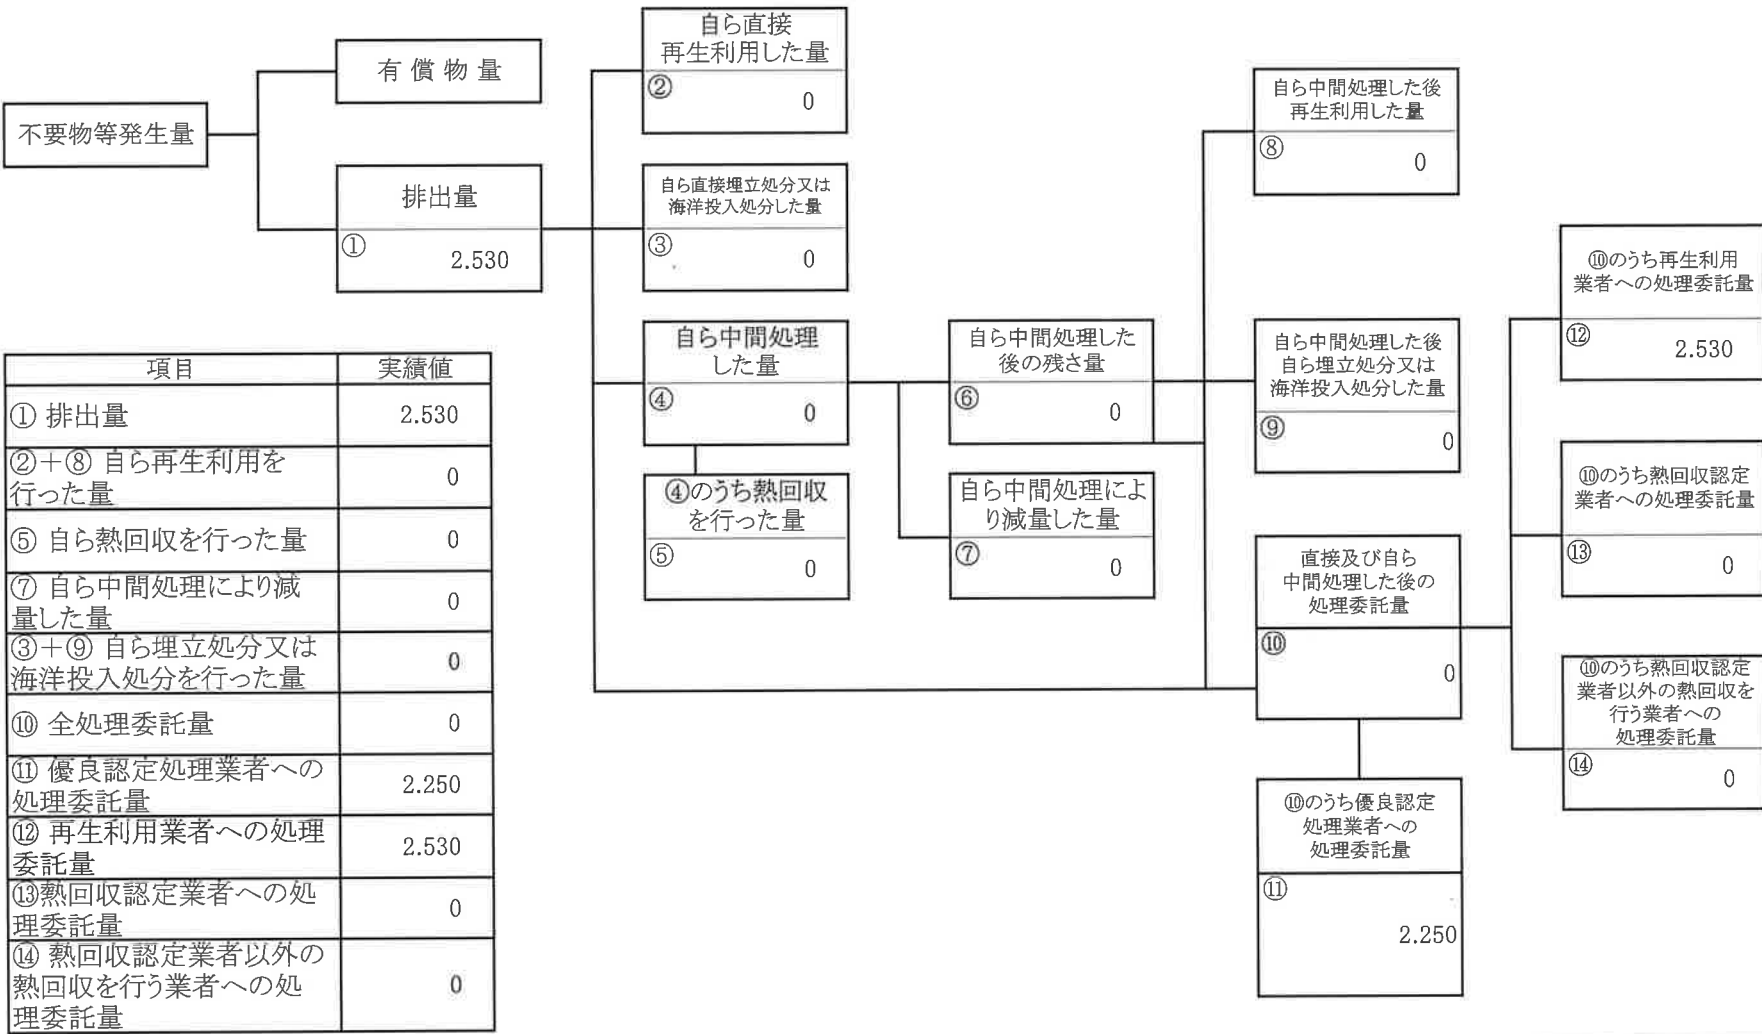 不要物等発生量
有償物量
排出量
①
2.530
自ら直接
再生利用した量
②
0
自ら直接埋立処分又は
海洋投入処分した量
③
0
自ら中間処理
した量
④
0
④のうち熱回収
を行った量
⑤
0
自ら中間処理した
後の残さ量
⑥
0
自ら中間処理によ
り減量した量
⑦
0
自ら中間処理した後
再生利用した量
⑧
0
自ら中間処理した後
自ら埋立処分又は
海洋投入処分した量
⑨
0
直接及び自ら
中間処理した後の
処理委託量
⑩
0
⑩のうち優良認定
処理業者への
処理委託量
⑪
2.250
⑩のうち再生利用
業者への処理委託量
⑫
2.530
⑩のうち熱回収認定
業者への処理委託量
⑬
0
⑩のうち熱回収認定
業者以外の熱回収を
行う業者への
処理委託量
⑭
0
項目 実績値
① 排出量 2.530
②+⑧ 自ら再生利用を
行った量 0
⑤ 自ら熱回収を行った量 0
⑦ 自ら中間処理により減
量した量 0
③+⑨ 自ら埋立処分又は
海洋投入処分を行った量 0
⑩ 全処理委託量 0
⑪ 優良認定処理業者への
処理委託量 2.250
⑫ 再生利用業者への処理
委託量 2.530
⑬熱回収認定業者への処
理委託量 0
⑭ 熱回収認定業者以外の
熱回収を行う業者への処
理委託量 0